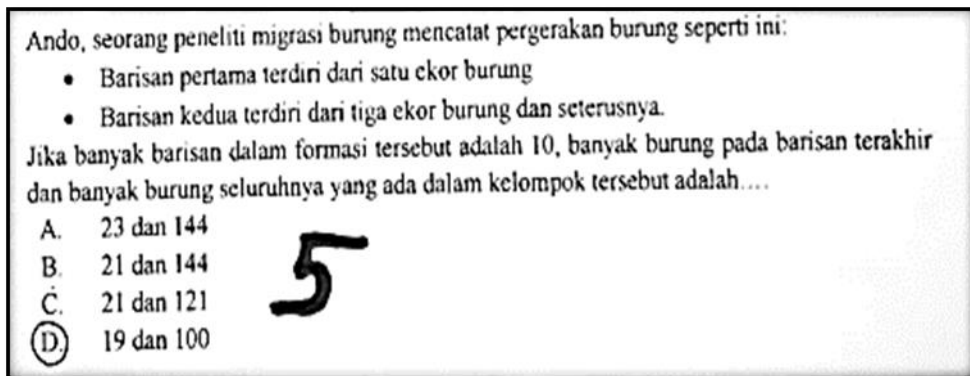 Ando, seorang peneliti migrasi burung mencatat pergerakan burung seperti ini:
• Barisan pertama terdiri dari satu ekor burung
• Barisan kedua terdiri dari tiga ekor burung dan seterusnya.
Jika banyak barisan dalam formasi tersebut adalah 10, banyak burung pada barisan terakhir
dan banyak burung seluruhnya yang ada dalam kelompok tersebut adalah....
A. 23 dan 144
B. 21 dan 144
C. 21 dan 121
D. 19 dan 100
5